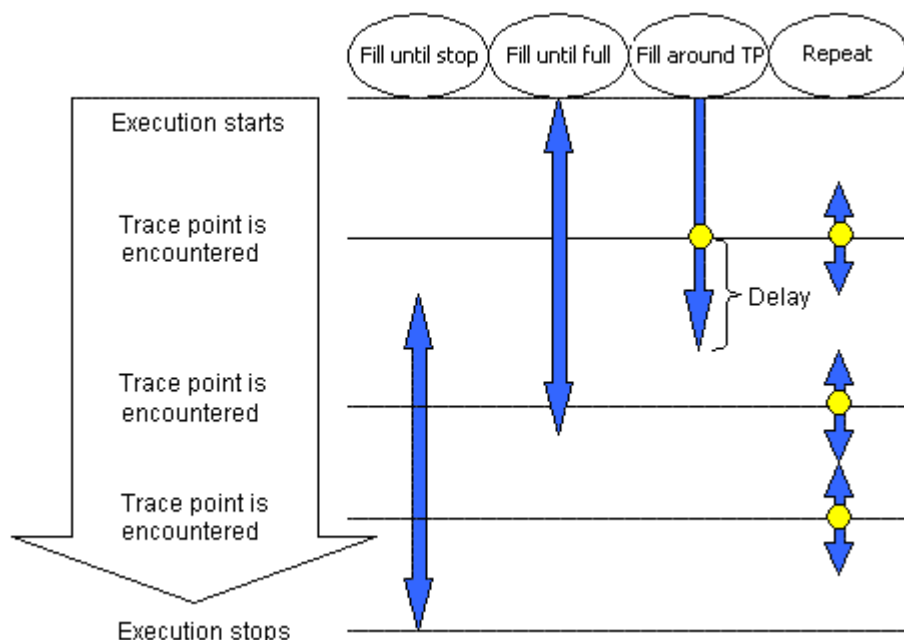 Fill until stop
Fill until full
Fill around TP
Repeat
Execution starts
Trace point is
encountered
Delay
Trace point is
encountered
Trace point is
encountered
Execution stops